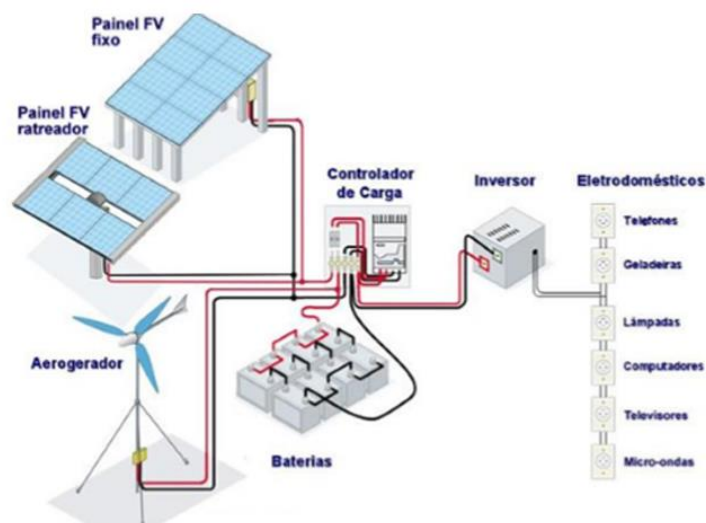 Painel FV
fixo
Painel FV
ratreador
Controlador
de Carga
Inversor
Eletrodomésticos
Telefones
Geladeiras
Lâmpadas
Computadores
Televisores
Micro-ondas
Aerogerador
Baterias